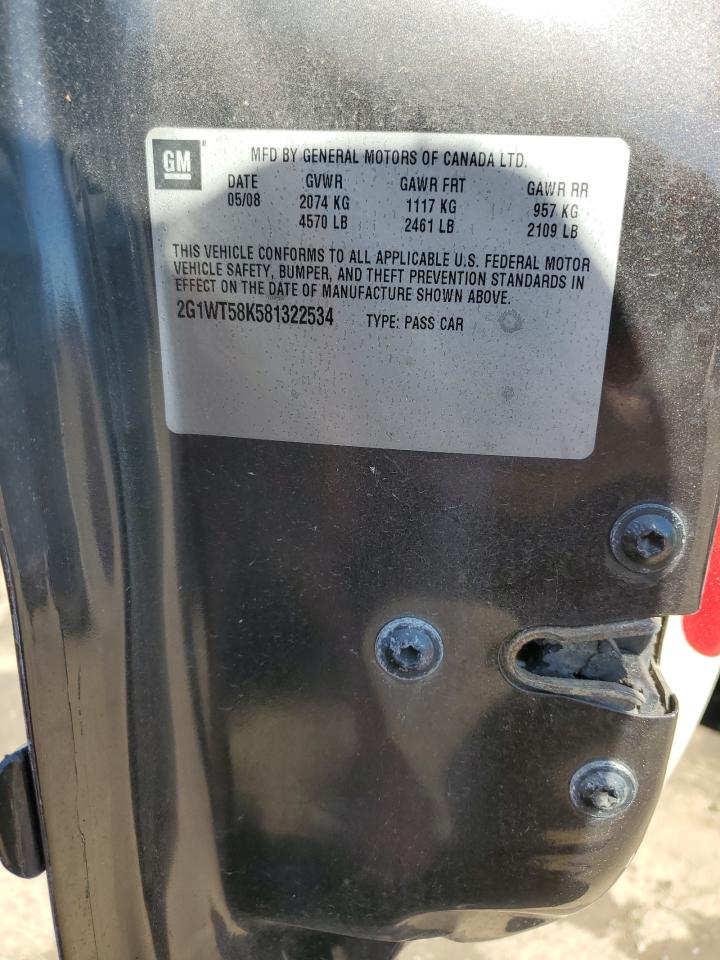 GM
MFD BY GENERAL MOTORS OF CANADA LTD.
DATE GVWR GAWR FRT GAWR RR
05/08 2074 KG 1117 KG 957 KG
4570 LB 2461 LB 2109 LB
THIS VEHICLE CONFORMS TO ALL APPLICABLE U.S. FEDERAL MOTOR
VEHICLE SAFETY, BUMPER, AND THEFT PREVENTION STANDARDS IN
EFFECT ON THE DATE OF MANUFACTURE SHOWN ABOVE.
2G1WT58K581322534 TYPE: PASS CAR